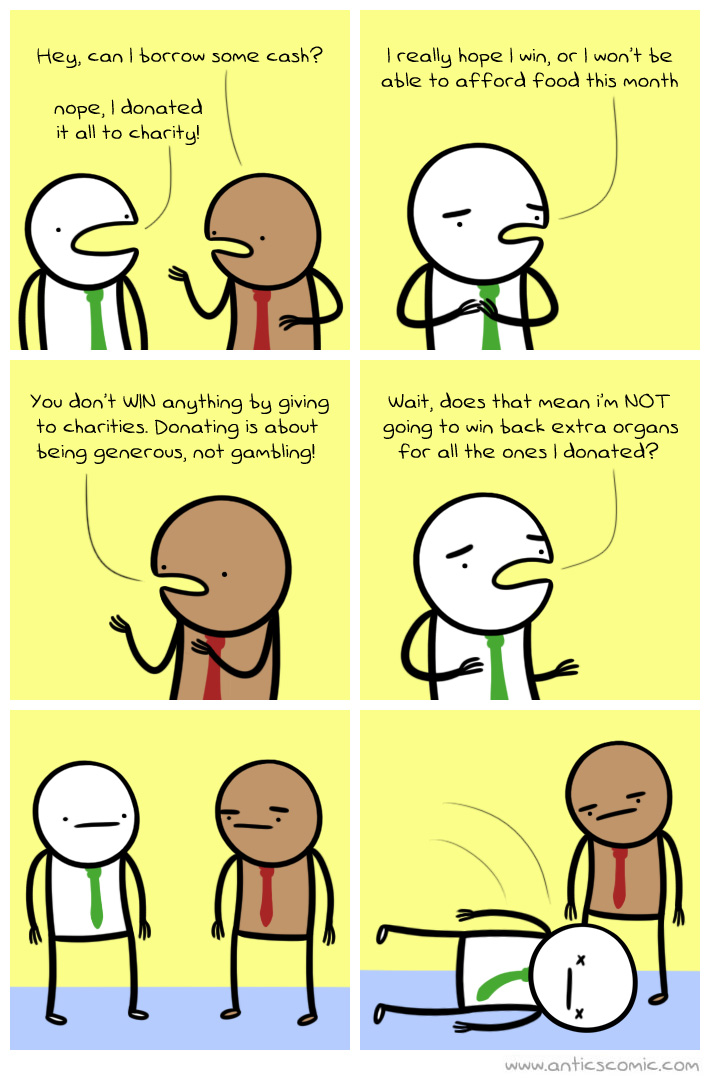 Hey, can I borrow some cash?
nope, I donated
it all to charity!
I really hope I win, or I won't be
able to afford food this month
You don't WIN anything by giving
to charities. Donating is about
being generous, not gambling!
Wait, does that mean i'm NOT
going to win back extra organs
for all the ones I donated?
www.anticscomic.com